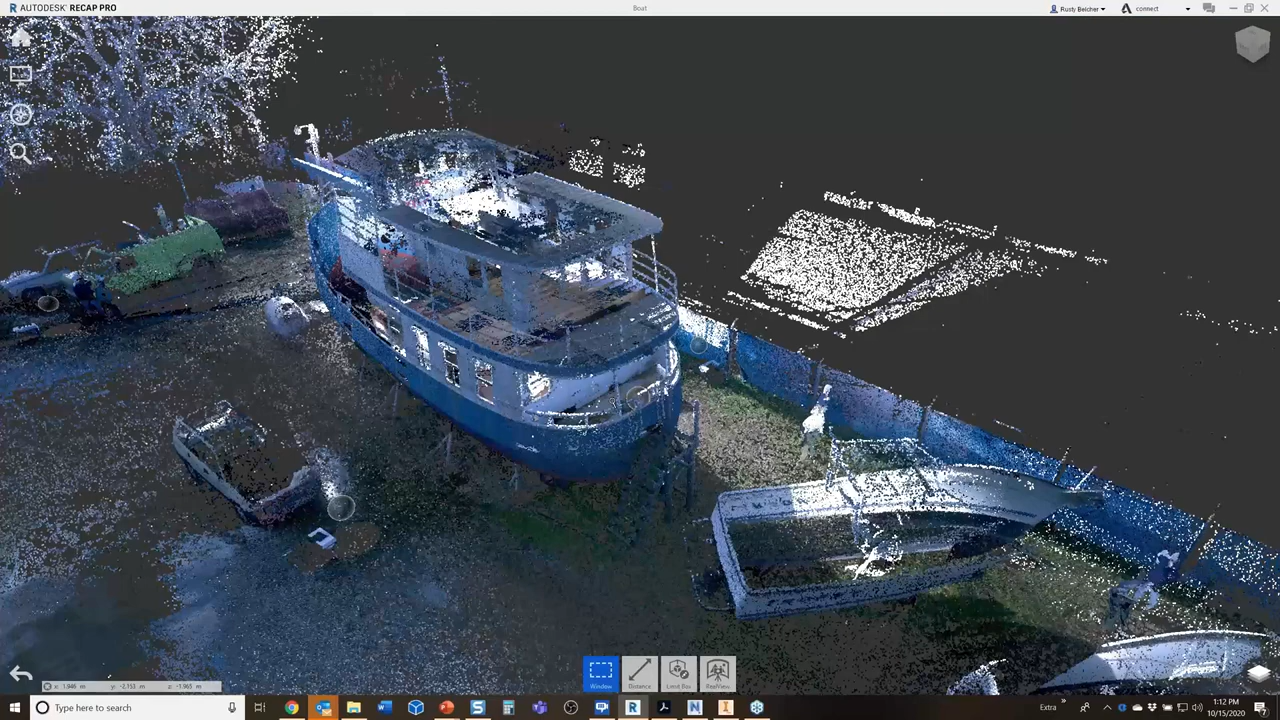 R AUTODESK® RECAP PRO
Boat
Rusty Belcher
connect
x: 1.946 m y: -2.153 m z: -1.965 m
Window
Distance
Limit Box
RealView
Type here to search
Extra
1:12 PM
10/15/2020